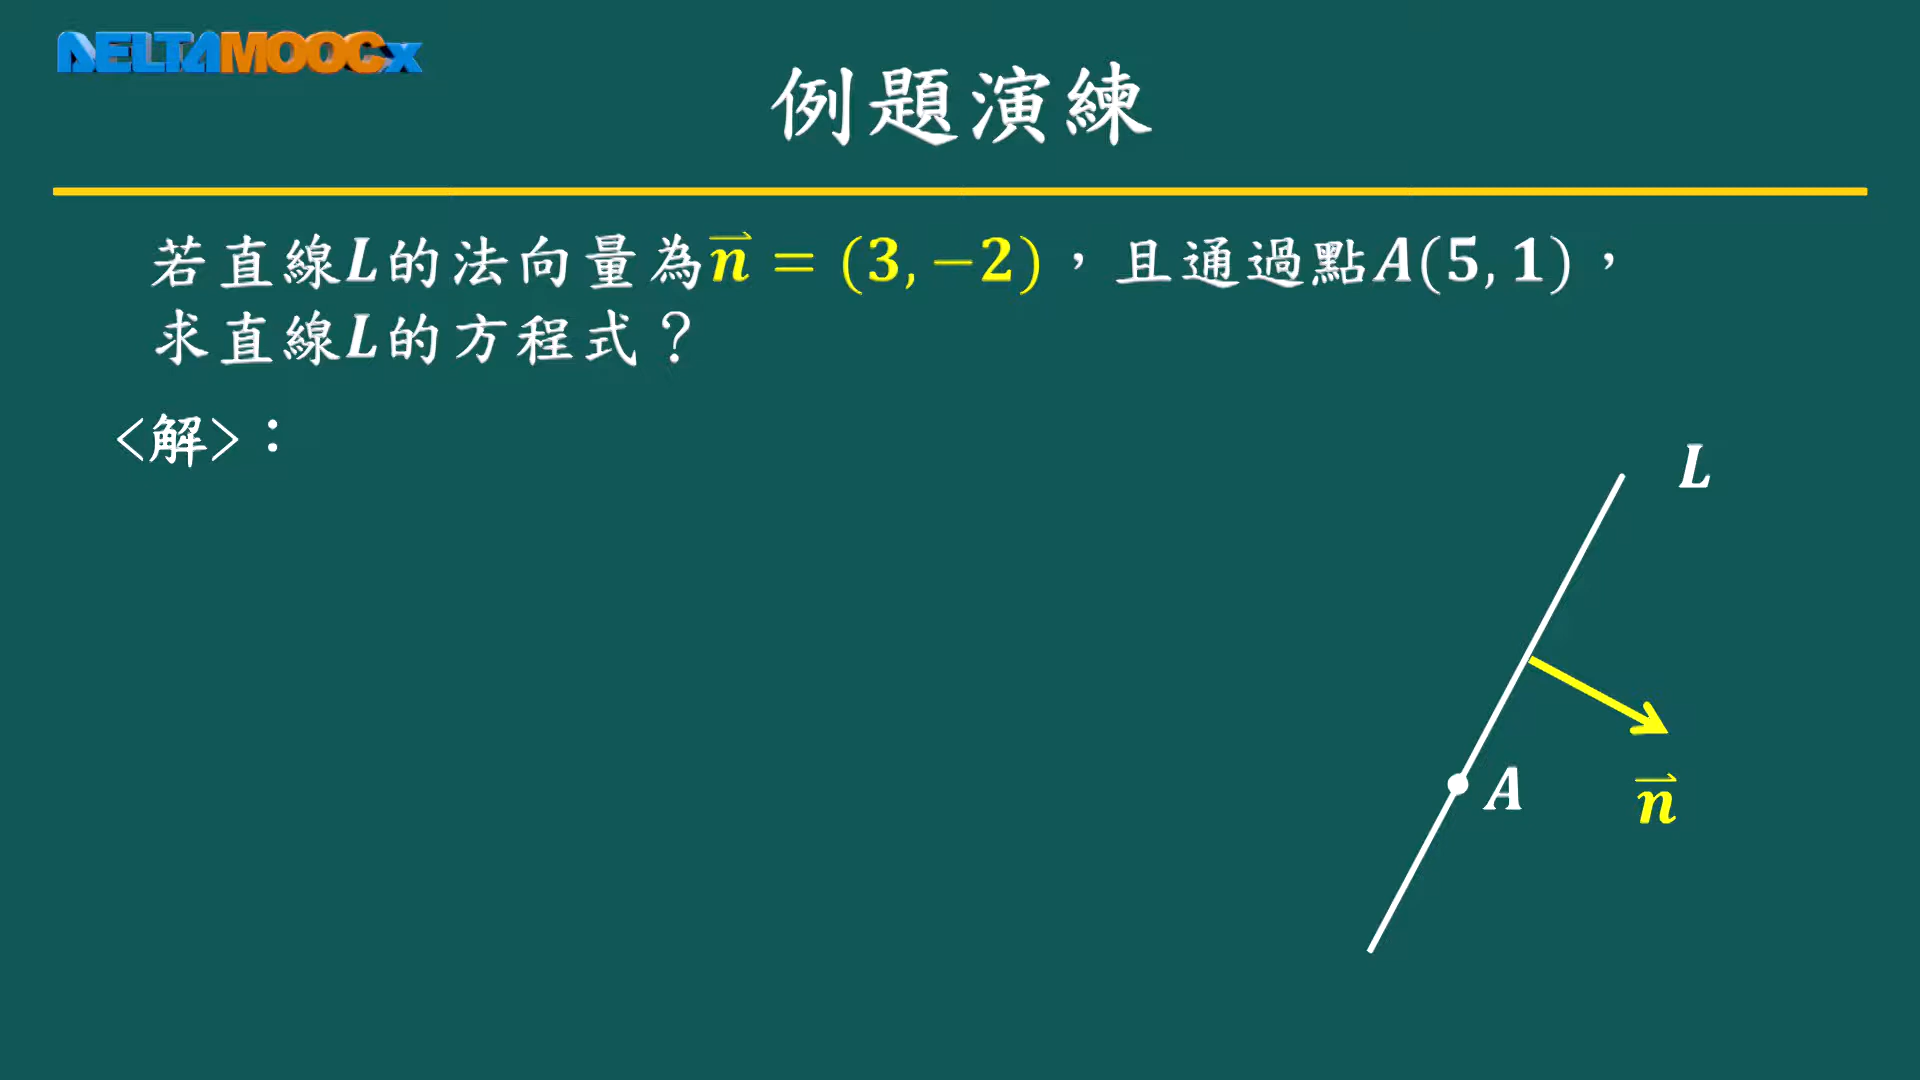 DELTAMOOCx
例題演練
若直線L的法向量為n⃗ = (3, −2)，且通過點A(5, 1)，
求直線L的方程式？
<解>：
L
A
n⃗